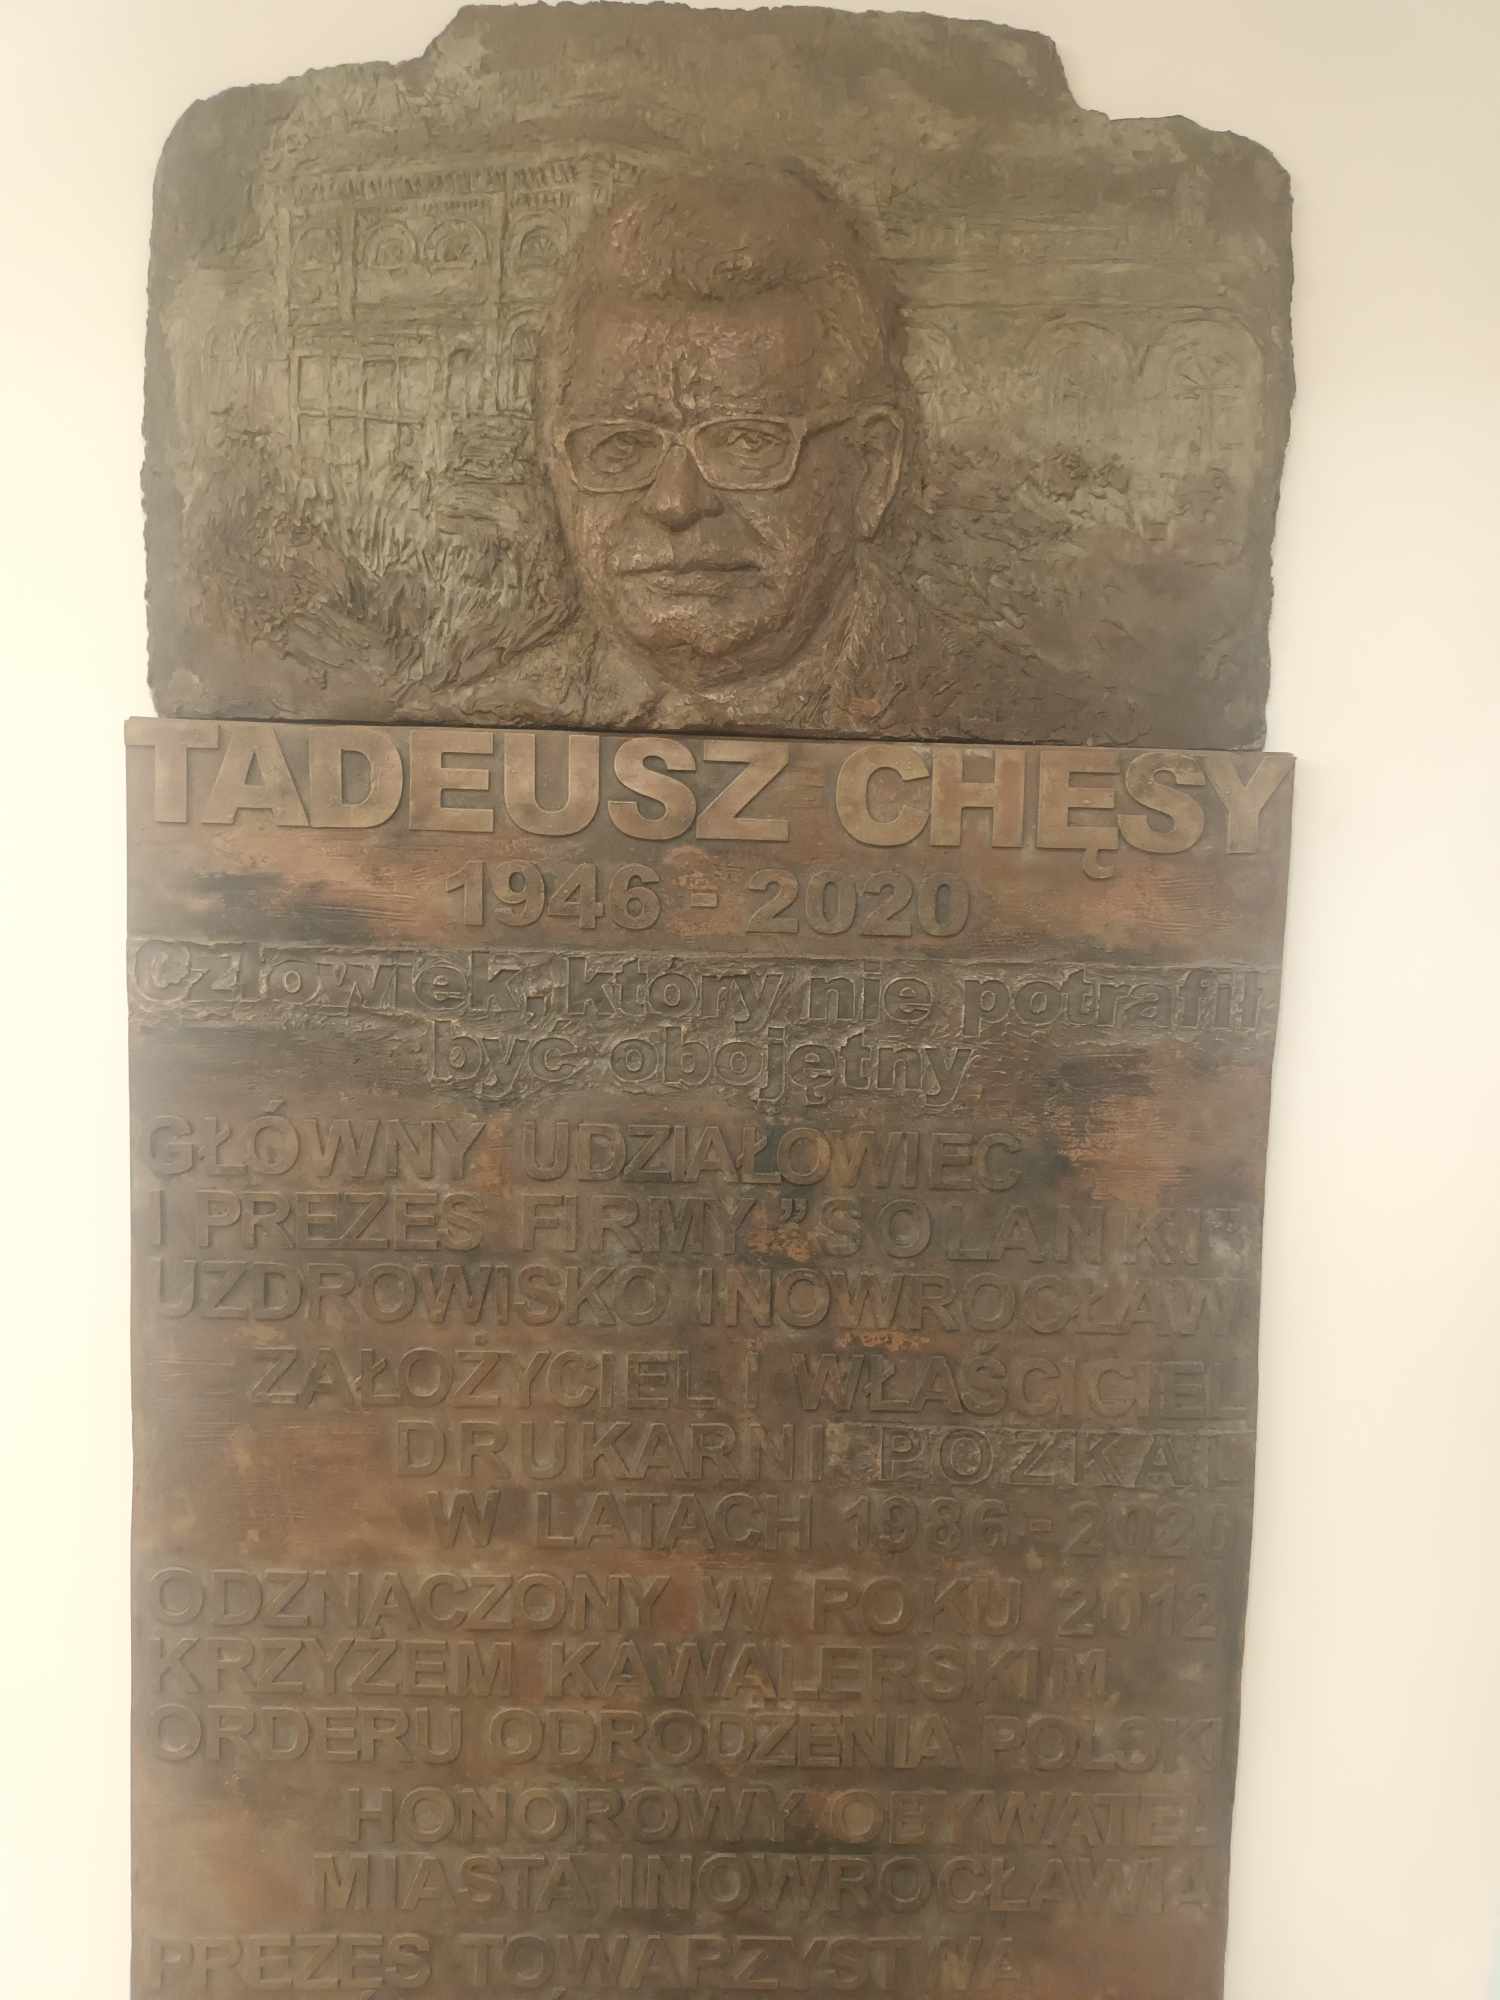 TADEUSZ CHĘSY
1946 - 2020
Człowiek, który nie potrafił
być obojętny
GŁÓWNY UDZIAŁOWIEC
I PREZES FIRMY "SOLANKI"
UZDROWISKO INOWROCŁAW
ZAŁOŻYCIEL I WŁAŚCICIEL
DRUKARNI POZKAL
W LATACH 1986 - 2020
ODZNACZONY W ROKU 2012
KRZYŻEM KAWALERSKIM
ORDERU ODRODZENIA POLSKI
HONOROWY OBYWATEL
MIASTA INOWROCŁAWIA
PREZES TOWARZYSTWA